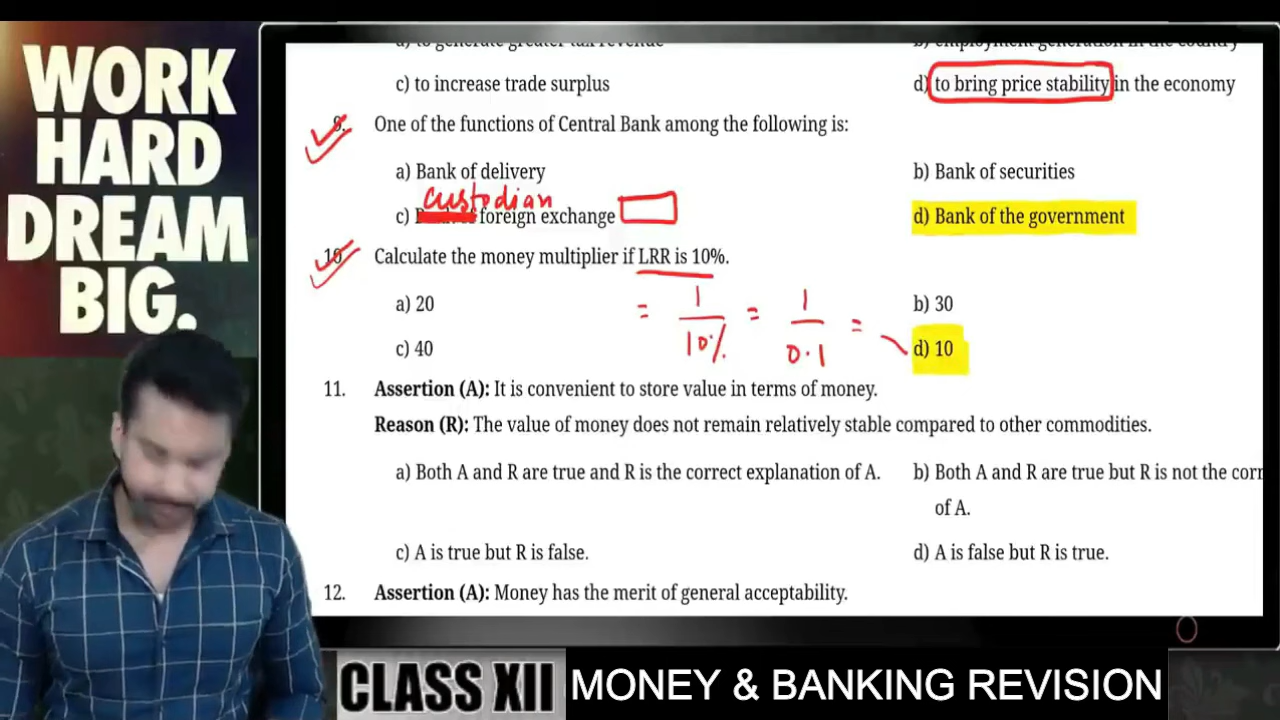 WORK
HARD
DREAM
BIG.
c) to increase trade surplus
d) to bring price stability in the economy
9. One of the functions of Central Bank among the following is:
a) Bank of delivery
b) Bank of securities
custodian
c) foreign exchange
d) Bank of the government
10. Calculate the money multiplier if LRR is 10%.
a) 20
b) 30
= 1/10% = 1/0.1 =
c) 40
d) 10
11. Assertion (A): It is convenient to store value in terms of money.
Reason (R): The value of money does not remain relatively stable compared to other commodities.
a) Both A and R are true and R is the correct explanation of A.
b) Both A and R are true but R is not the corr
of A.
c) A is true but R is false.
d) A is false but R is true.
12. Assertion (A): Money has the merit of general acceptability.
CLASS XII MONEY & BANKING REVISION